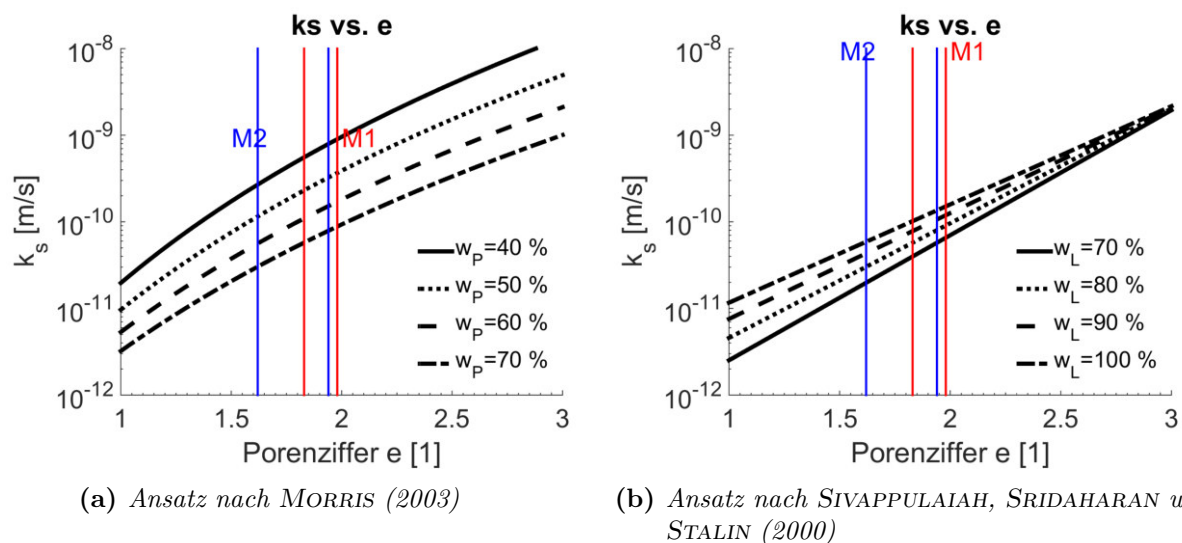 ks vs. e
10^-8
10^-9
10^-10
10^-11
10^-12
k_s [m/s]
M2
M1
w_P=40 %
w_P=50 %
w_P=60 %
w_P=70 %
1 1.5 2 2.5 3
Porenziffer e [1]
(a) Ansatz nach MORRIS (2003)
ks vs. e
10^-8
10^-9
10^-10
10^-11
10^-12
k_s [m/s]
M2
M1
w_L=70 %
w_L=80 %
w_L=90 %
w_L=100 %
1 1.5 2 2.5 3
Porenziffer e [1]
(b) Ansatz nach SIVAPPULAIAH, SRIDAHARAN
STALIN (2000)